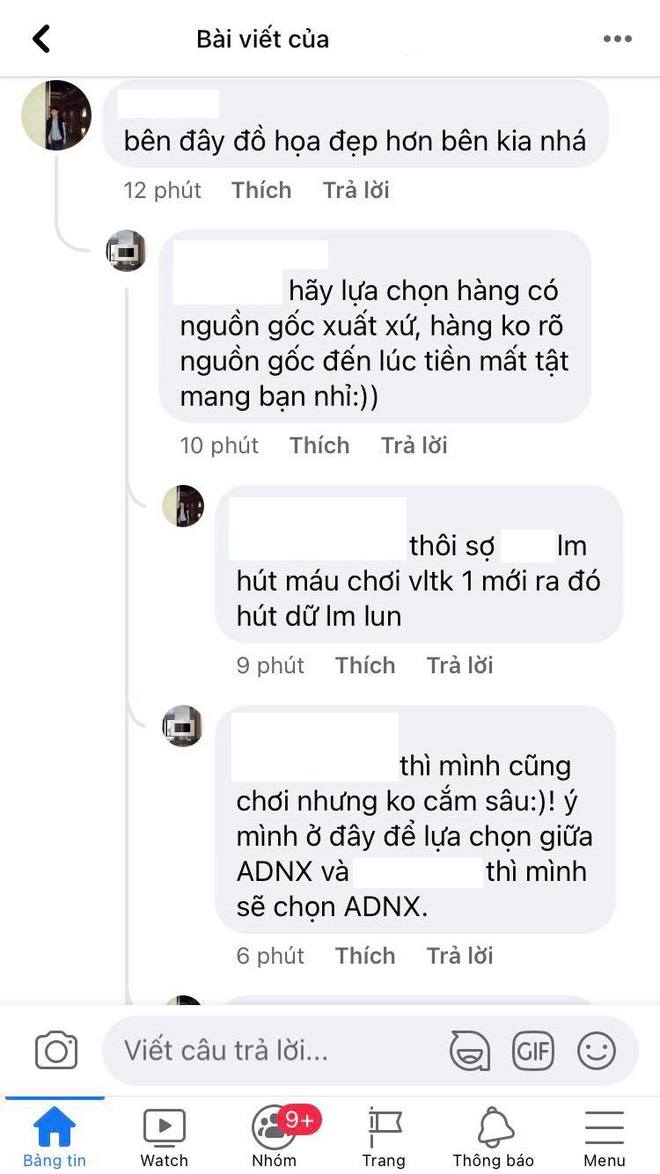 Bài viết của
bên đây đồ họa đẹp hơn bên kia nhá
12 phút Thích Trả lời
hãy lựa chọn hàng có
nguồn gốc xuất xứ, hàng ko rõ
nguồn gốc đến lúc tiền mất tật
mang bạn nhỉ:))
10 phút Thích Trả lời
thôi sợ lm
hút máu chơi vltk 1 mới ra đó
hút dữ lm lun
9 phút Thích Trả lời
thì mình cũng
chơi nhưng ko cắm sâu:)! ý
mình ở đây để lựa chọn giữa
ADNX và thì mình
sẽ chọn ADNX.
6 phút Thích Trả lời
Viết câu trả lời...
GIF
9+
Bảng tin Watch Nhóm Trang Thông báo Menu